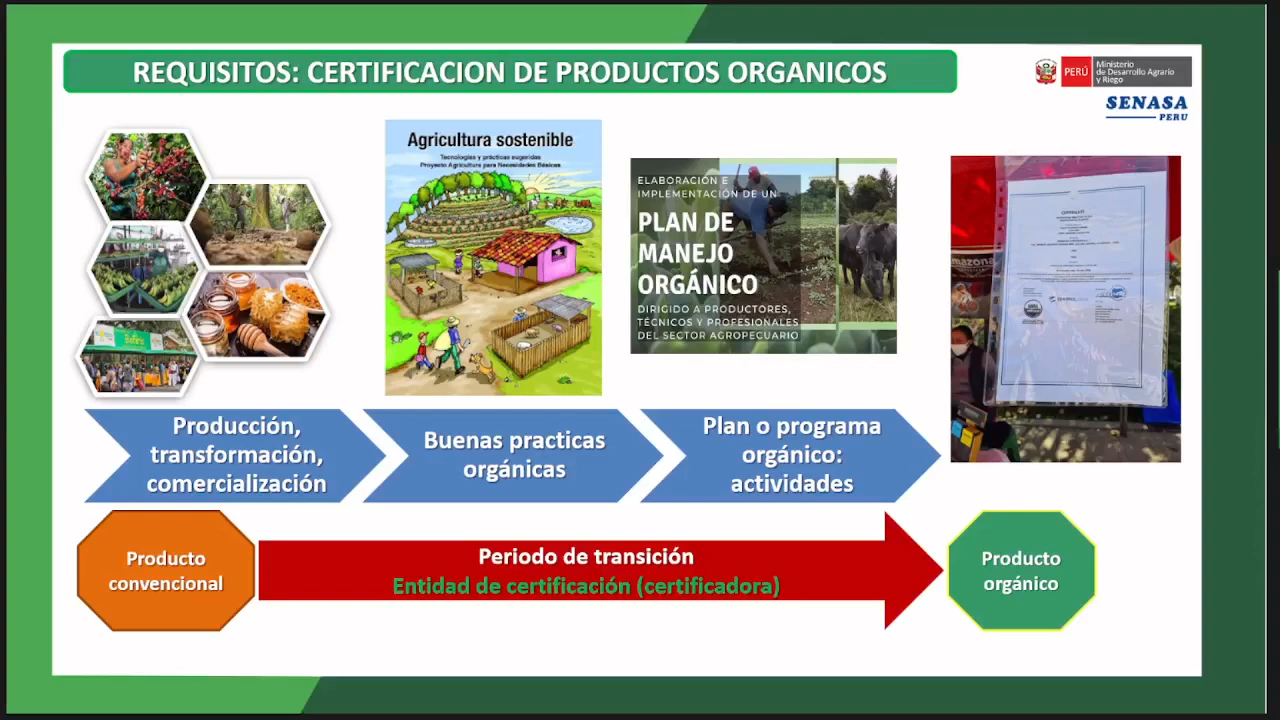 REQUISITOS: CERTIFICACION DE PRODUCTOS ORGANICOS
PERÚ
Ministerio
de Desarrollo Agrario
y Riego
SENASA
PERU
Agricultura sostenible
Tecnologías y prácticas sugeridas
Proyecto Agricultura para Necesidades Básicas
ELABORACIÓN E
IMPLEMENTACIÓN DE UN
PLAN DE
MANEJO
ORGÁNICO
DIRIGIDO A PRODUCTORES,
TÉCNICOS Y PROFESIONALES
DEL SECTOR AGROPECUARIO
Producción,
transformación,
comercialización
Buenas practicas
orgánicas
Plan o programa
orgánico:
actividades
Producto
convencional
Periodo de transición
Entidad de certificación (certificadora)
Producto
orgánico